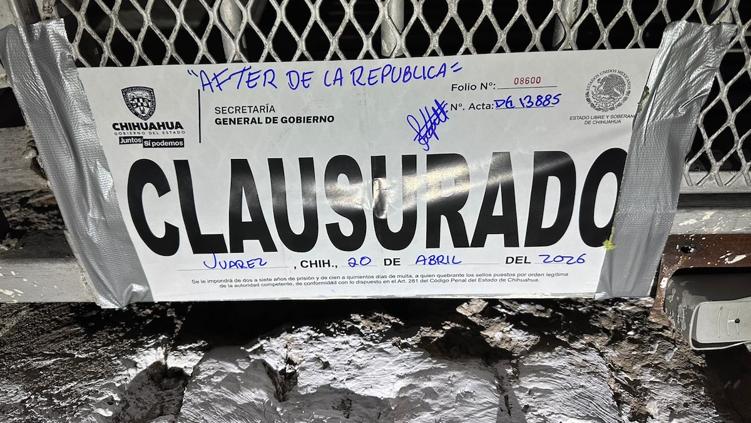 "AFTER DE LA REPUBLICA"
Folio N°: 08600
N°. Acta: DG 13885
CHIHUAHUA
GOBIERNO DEL ESTADO
Juntos Sí podemos
SECRETARÍA
GENERAL DE GOBIERNO
ESTADOS UNIDOS MEXICANOS
ESTADO LIBRE Y SOBERANO
DE CHIHUAHUA
CLAUSURADO
JUAREZ, CHIH., 20 DE ABRIL DEL 2026
Se le impondrá de dos a siete años de prisión y de cien a quinientos días de multa, a quien quebrante los sellos puestos por orden legítima
de la autoridad competente, de conformidad con lo dispuesto en el Art. 281 del Código Penal del Estado de Chihuahua.